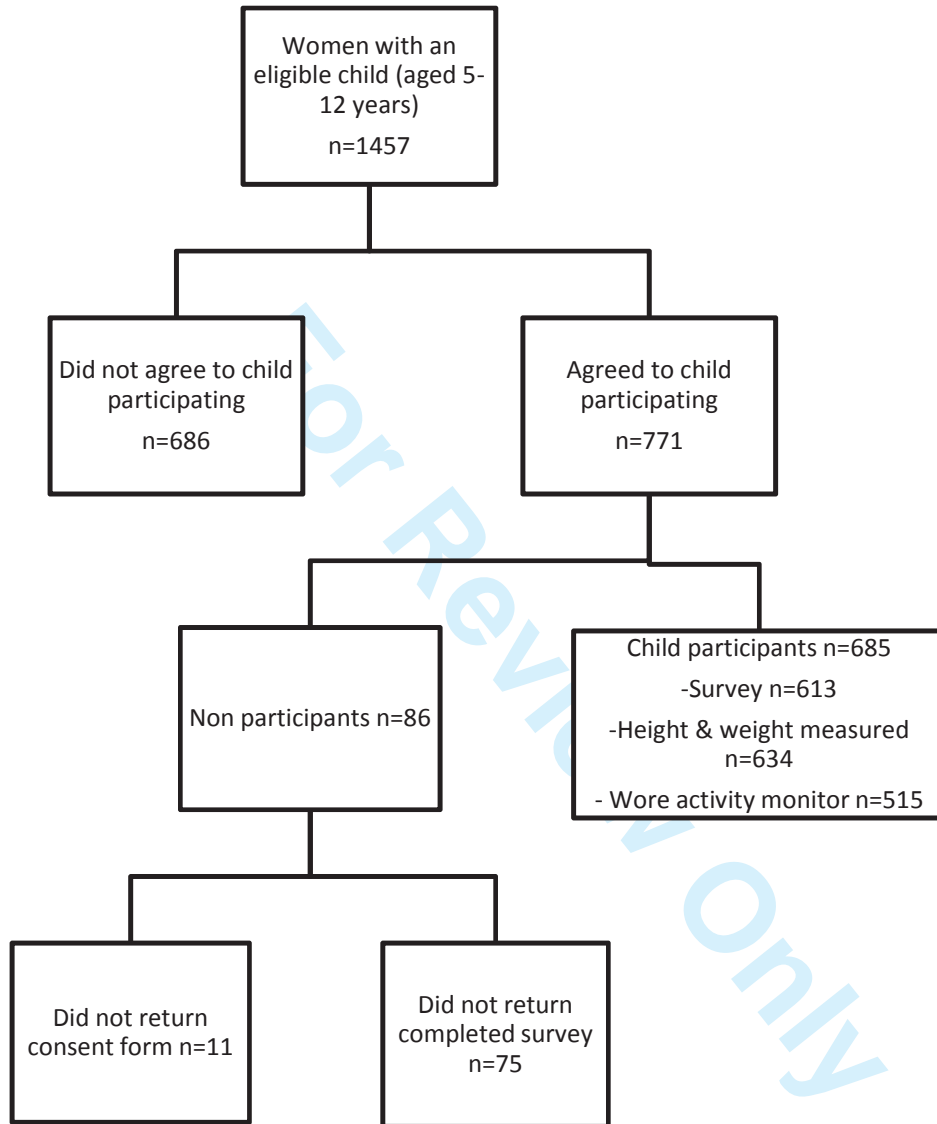 Women with an
eligible child (aged 5-
12 years)
n=1457
Did not agree to child
participating
n=686
Agreed to child
participating
n=771
Non participants n=86
Child participants n=685
-Survey n=613
-Height & weight measured
n=634
- Wore activity monitor n=515
Did not return
consent form n=11
Did not return
completed survey
n=75
For Review Only